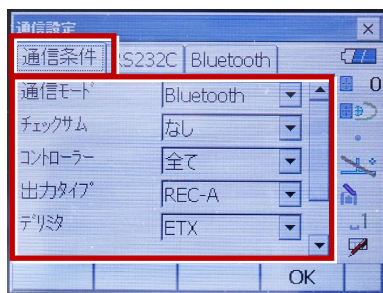 通信設定
通信条件 RS232C Bluetooth
通信モード Bluetooth
チェックサム なし
コントローラー 全て
出力タイプ REC-A
デリミタ ETX
OK
0
1